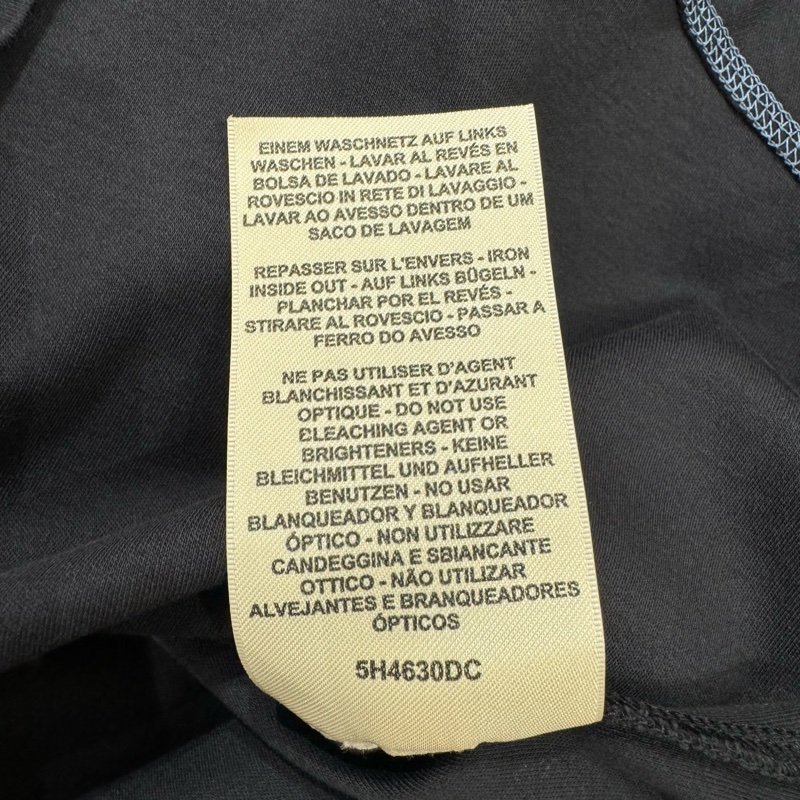 EINEM WASCHNETZ AUF LINKS
WASCHEN - LAVAR AL REVÉS EN
BOLSA DE LAVADO - LAVARE AL
ROVESCIO IN RETE DI LAVAGGIO -
LAVAR AO AVESSO DENTRO DE UM
SACO DE LAVAGEM
REPASSER SUR L'ENVERS - IRON
INSIDE OUT - AUF LINKS BÜGELN -
PLANCHAR POR EL REVÉS -
STIRARE AL ROVESCIO - PASSAR A
FERRO DO AVESSO
NE PAS UTILISER D'AGENT
BLANCHISSANT ET D'AZURANT
OPTIQUE - DO NOT USE
BLEACHING AGENT OR
BRIGHTENERS - KEINE
BLEICHMITTEL UND AUFHELLER
BENUTZEN - NO USAR
BLANQUEADOR Y BLANQUEADOR
ÓPTICO - NON UTILIZZARE
CANDEGGINA E SBIANCANTE
OTTICO - NÃO UTILIZAR
ALVEJANTES E BRANQUEADORES
ÓPTICOS
5H4630DC